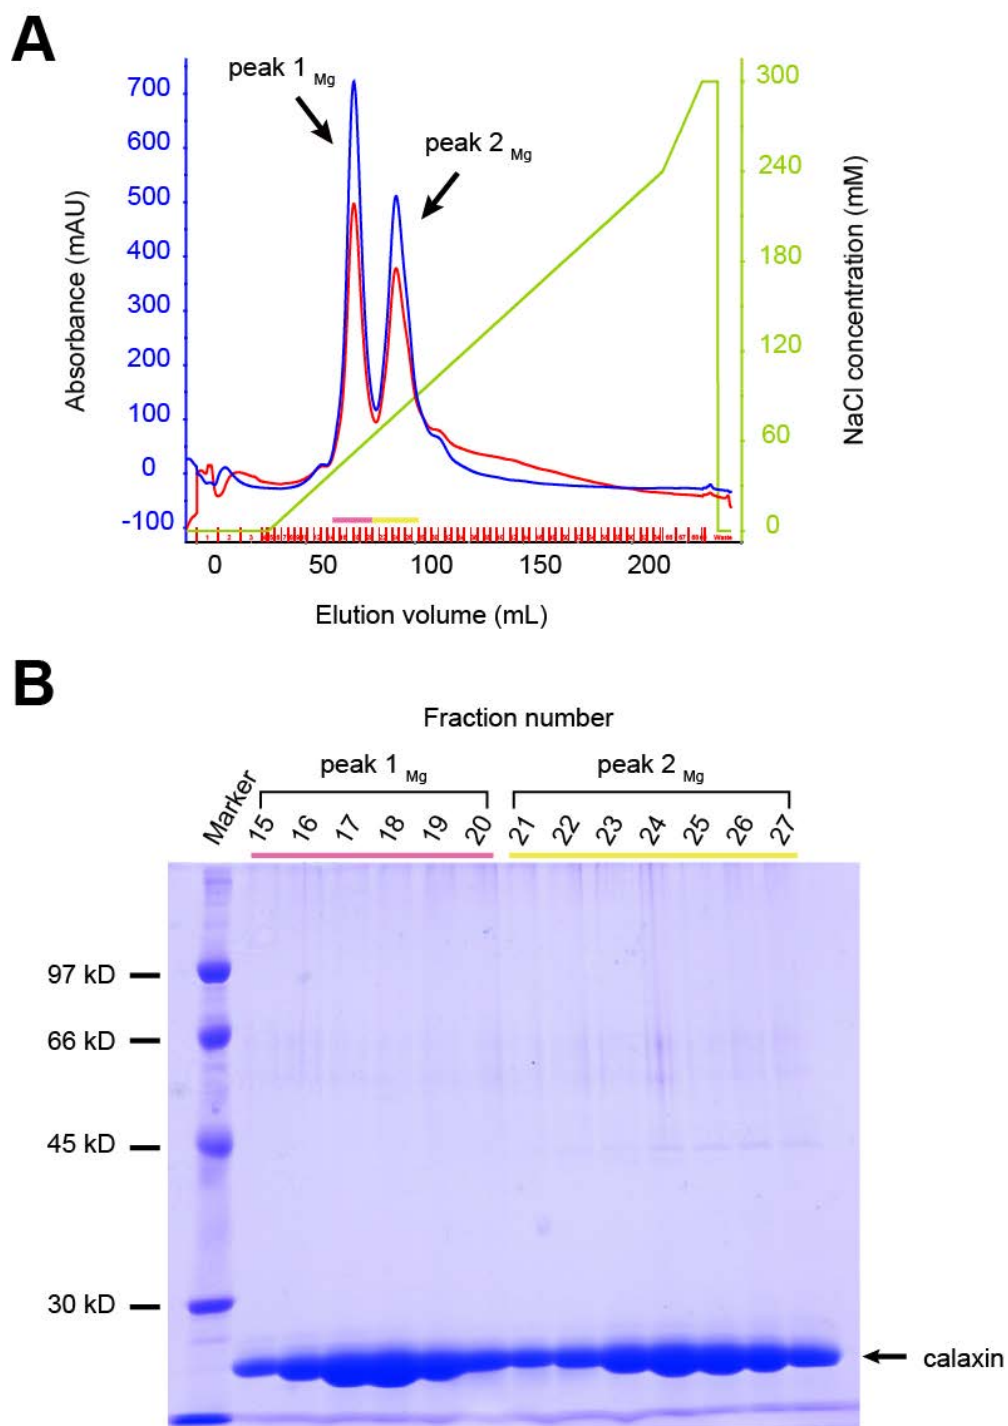 A
peak 1 Mg
peak 2 Mg
700
600
500
400
300
200
100
0
-100
Absorbance (mAU)
300
240
180
120
60
0
NaCl concentration (mM)
Waste
0 50 100 150 200
Elution volume (mL)
B
Fraction number
peak 1 Mg peak 2 Mg
Marker 15 16 17 18 19 20 21 22 23 24 25 26 27
97 kD
66 kD
45 kD
30 kD
calaxin